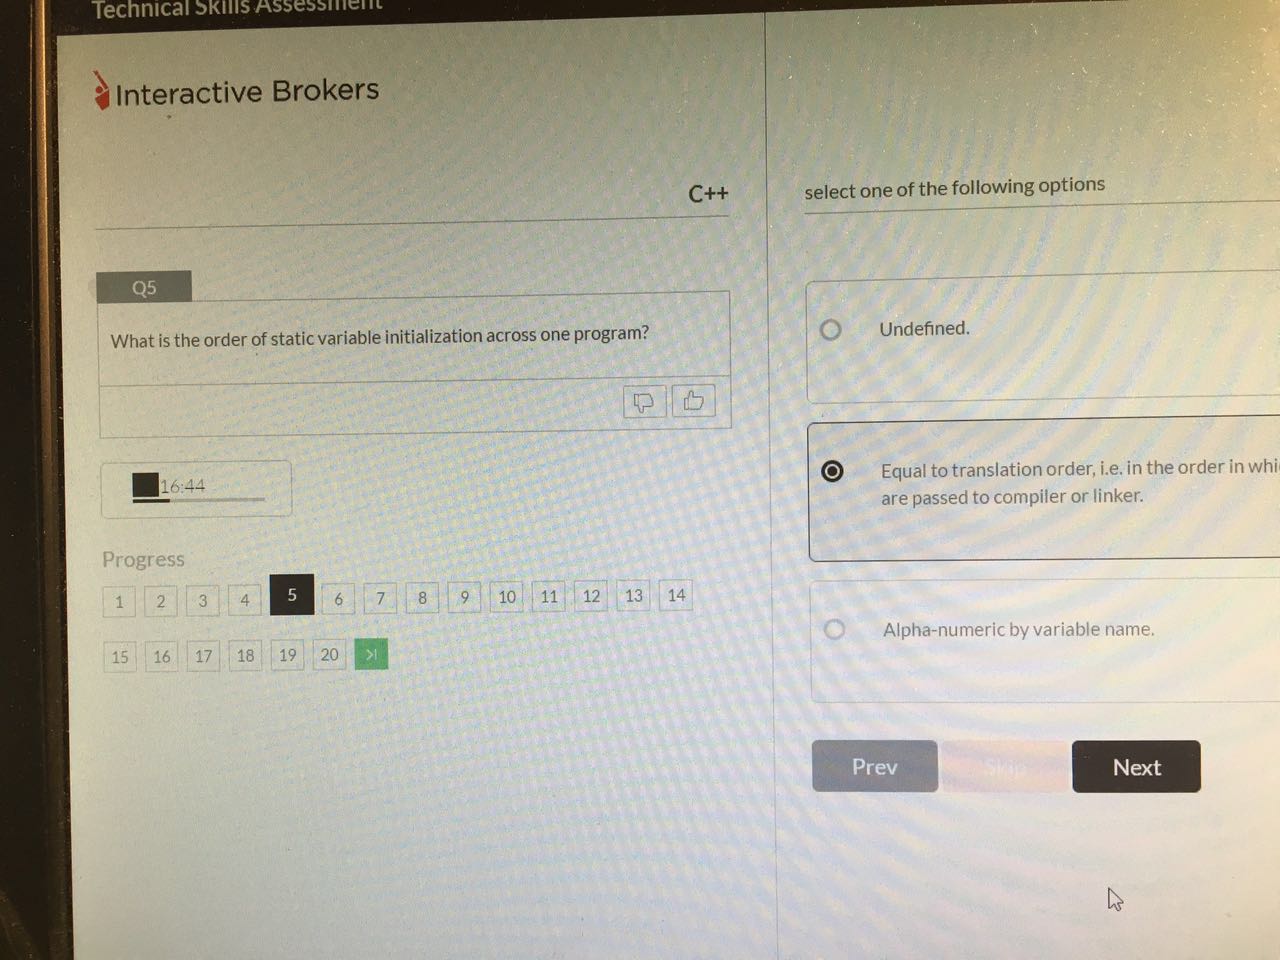 Technical Skills Assessment
Interactive Brokers
C++
Q5
What is the order of static variable initialization across one program?
16:44
Progress
1 2 3 4 5 6 7 8 9 10 11 12 13 14
15 16 17 18 19 20
select one of the following options
Undefined.
Equal to translation order, i.e. in the order in
are passed to compiler or linker.
Alpha-numeric by variable name.
Prev Skip Next